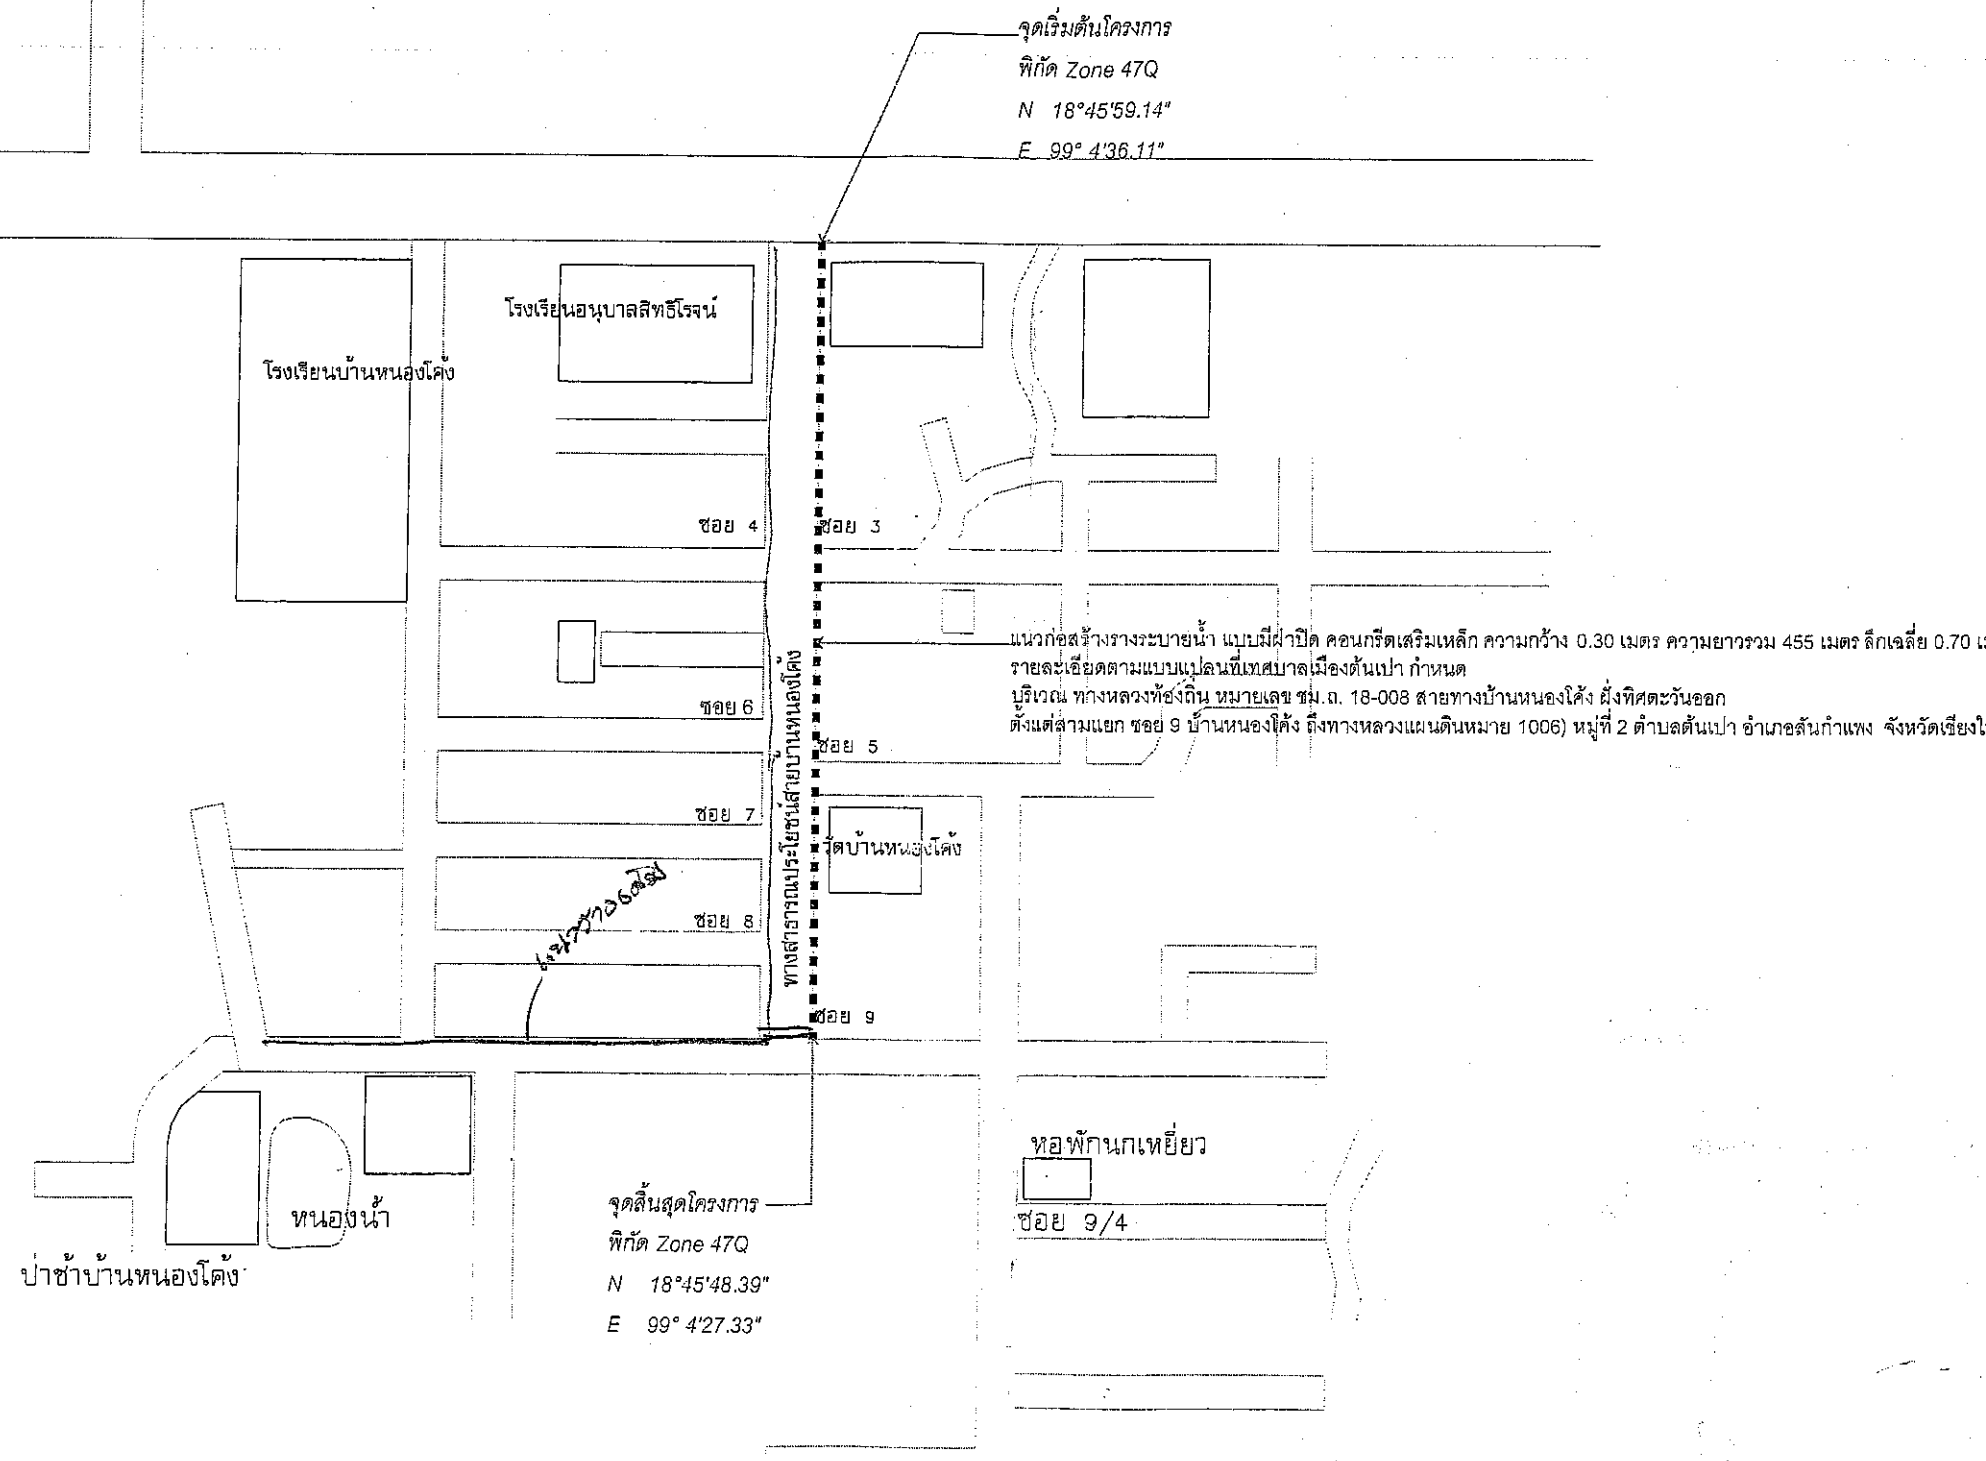 จุดเริ่มต้นโครงการ
พิกัด Zone 47Q
N 18°45'59.14"
E 99° 4'36.11"
โรงเรียนอนุบาลสิทธิโรจน์
โรงเรียนบ้านหนองโค้ง
ซอย 4
ซอย 3
แนวก่อสร้างรางระบายน้ำ แบบมีฝาปิด คอนกรีตเสริมเหล็ก ความกว้าง 0.30 เมตร ความยาวรวม 455 เมตร ลึกเฉลี่ย 0.70
รายละเอียดตามแบบแปลนที่เทศบาลเมืองต้นเปา กำหนด
บริเวณ ทางหลวงท้องถิ่น หมายเลข ชม.ถ. 18-008 สายทางบ้านหนองโค้ง ฝั่งทิศตะวันออก
ตั้งแต่สามแยก ซอย 9 บ้านหนองโค้ง ถึงทางหลวงแผนดินหมาย 1006) หมู่ที่ 2 ตำบลต้นเปา อำเภอสันกำแพง จังหวัดเชียงใ
ซอย 6
ซอย 5
ทางสาธารณประโยชน์สายบ้านหนองโค้ง
ซอย 7
วัดบ้านหนองโค้ง
ซอย 8
แนวรางเดิม
ซอย 9
หอพักนกเหยี่ยว
ซอย 9/4
หนองน้ำ
ป่าช้าบ้านหนองโค้ง
จุดสิ้นสุดโครงการ
พิกัด Zone 47Q
N 18°45'48.39"
E 99° 4'27.33"